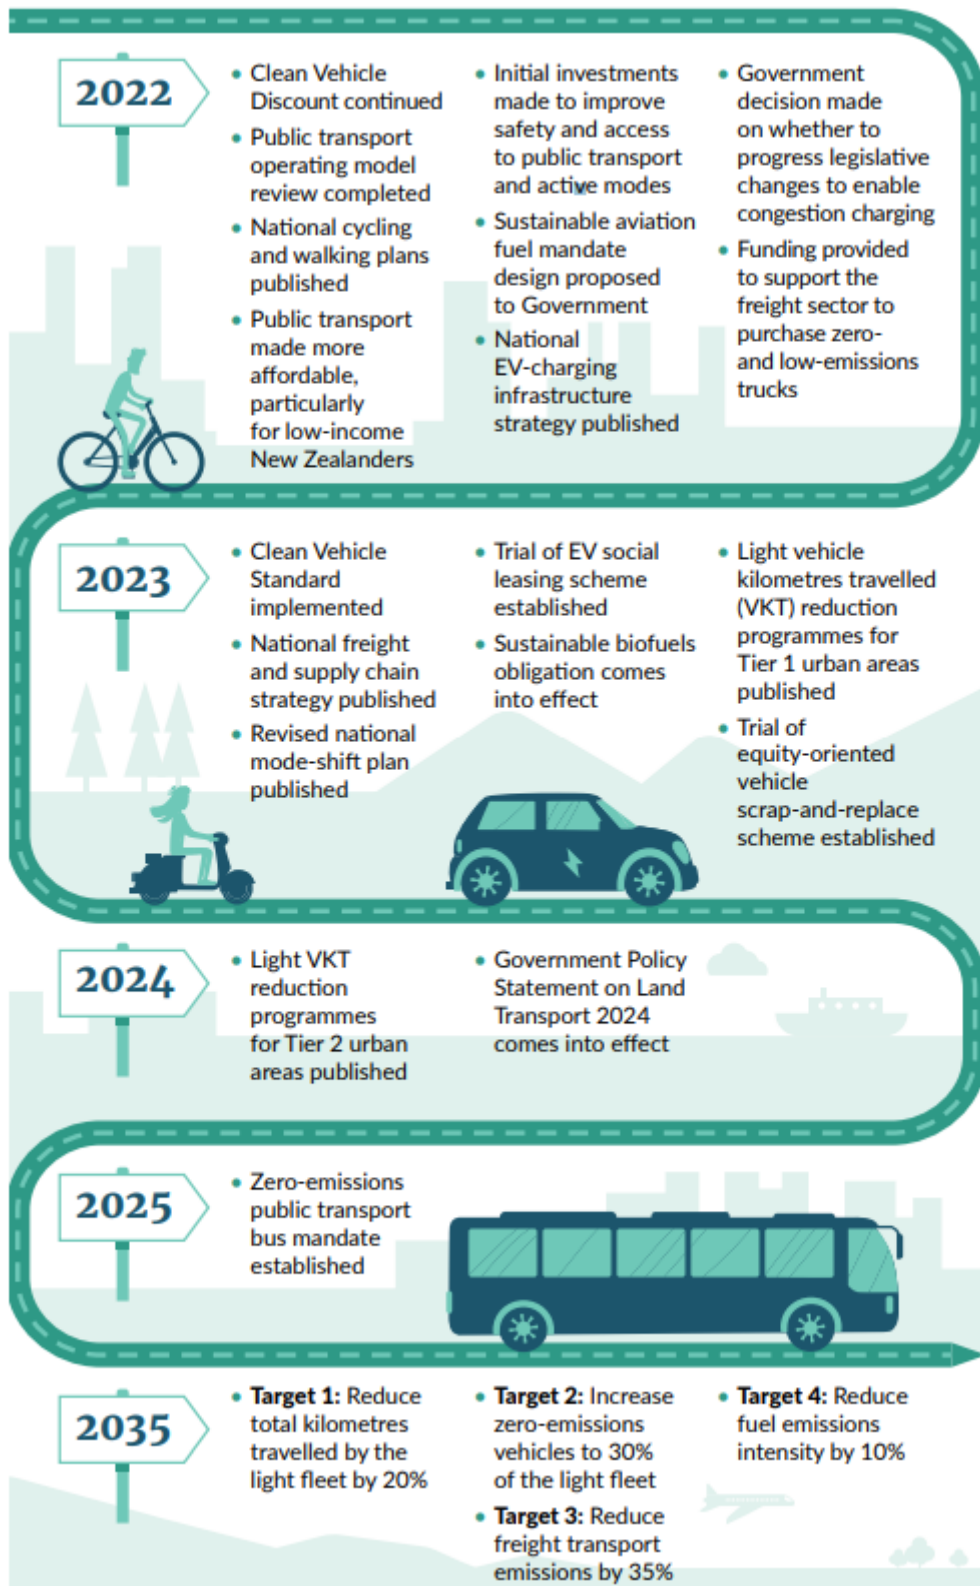 2022
Clean Vehicle
Discount continued
Public transport
operating model
review completed
National cycling
and walking plans
published
Public transport
made more
affordable,
particularly
for low-income
New Zealanders
Initial investments
made to improve
safety and access
to public transport
and active modes
Sustainable aviation
fuel mandate
design proposed
to Government
National
EV-charging
infrastructure
strategy published
Government
decision made
on whether to
progress legislative
changes to enable
congestion charging
Funding provided
to support the
freight sector to
purchase zero-
and low-emissions
trucks
2023
Clean Vehicle
Standard
implemented
National freight
and supply chain
strategy published
Revised national
mode-shift plan
published
Trial of EV social
leasing scheme
established
Sustainable biofuels
obligation comes
into effect
Light vehicle
kilometres travelled
(VKT) reduction
programmes for
Tier 1 urban areas
published
Trial of
equity-oriented
vehicle
scrap-and-replace
scheme established
2024
Light VKT
reduction
programmes
for Tier 2 urban
areas published
Government Policy
Statement on Land
Transport 2024
comes into effect
2025
Zero-emissions
public transport
bus mandate
established
2035
Target 1: Reduce
total kilometres
travelled by the
light fleet by 20%
Target 2: Increase
zero-emissions
vehicles to 30%
of the light fleet
Target 3: Reduce
freight transport
emissions by 35%
Target 4: Reduce
fuel emissions
intensity by 10%